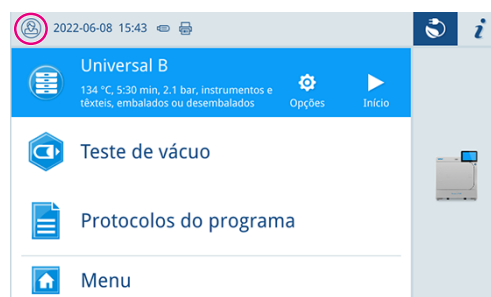 2022-06-08 15:43
i
Universal B
134 °C, 5:30 min, 2.1 bar, instrumentos e
têxteis, embalados ou desembalados
Opções
Início
Teste de vácuo
Protocolos do programa
Menu